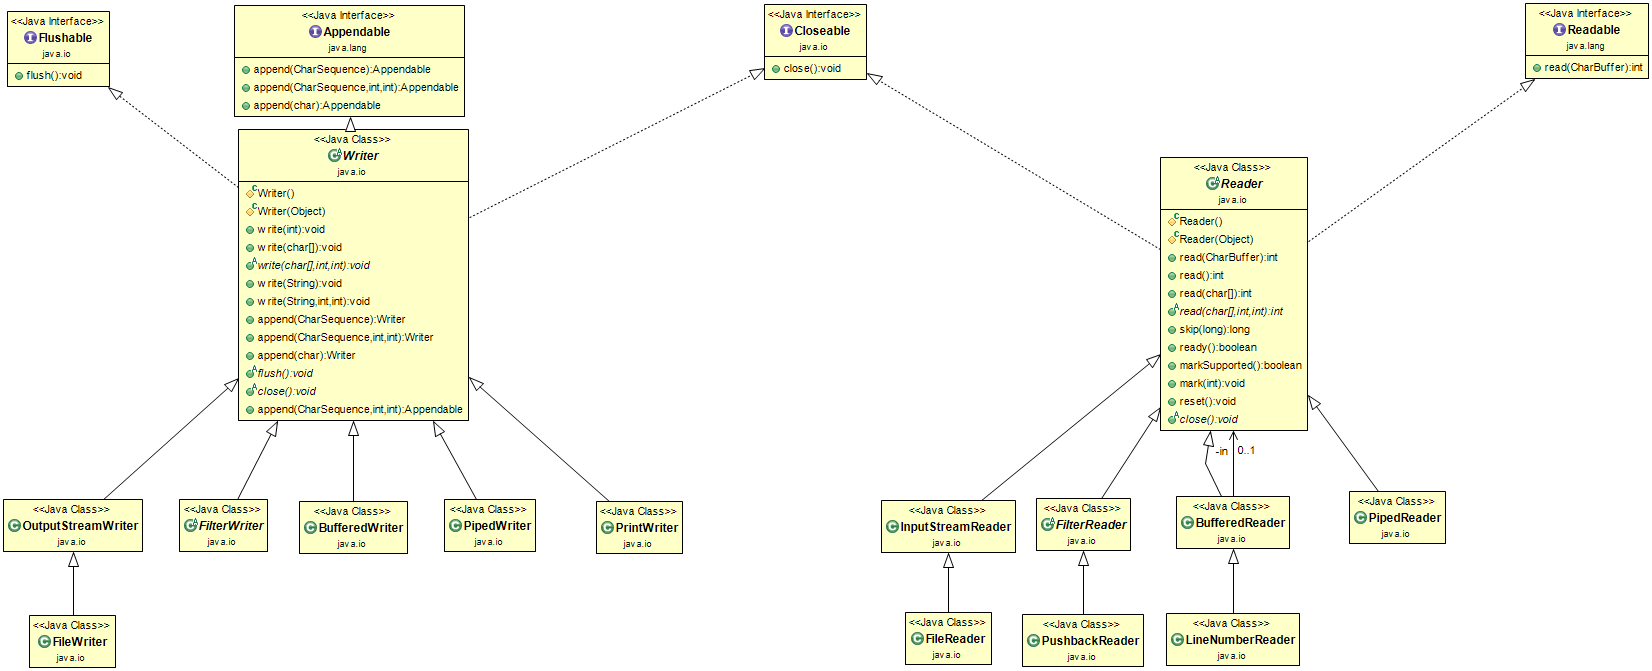 <<Java Interface>>
Flushable
java.io
flush():void
<<Java Interface>>
Appendable
java.lang
append(CharSequence):Appendable
append(CharSequence,int,int):Appendable
append(char):Appendable
<<Java Interface>>
Closeable
java.io
close():void
<<Java Interface>>
Readable
java.lang
read(CharBuffer):int
<<Java Class>>
Writer
java.io
Writer()
Writer(Object)
write(int):void
write(char[]):void
write(char[],int,int):void
write(String):void
write(String,int,int):void
append(CharSequence):Writer
append(CharSequence,int,int):Writer
append(char):Writer
flush():void
close():void
append(CharSequence,int,int):Appendable
<<Java Class>>
Reader
java.io
Reader()
Reader(Object)
read(CharBuffer):int
read():int
read(char[]):int
read(char[],int,int):int
skip(long):long
ready():boolean
markSupported():boolean
mark(int):void
reset():void
close():void
-in 0..1
<<Java Class>>
OutputStreamWriter
java.io
<<Java Class>>
FilterWriter
java.io
<<Java Class>>
BufferedWriter
java.io
<<Java Class>>
PipedWriter
java.io
<<Java Class>>
PrintWriter
java.io
<<Java Class>>
InputStreamReader
java.io
<<Java Class>>
FilterReader
java.io
<<Java Class>>
BufferedReader
java.io
<<Java Class>>
PipedReader
java.io
<<Java Class>>
FileWriter
java.io
<<Java Class>>
FileReader
java.io
<<Java Class>>
PushbackReader
java.io
<<Java Class>>
LineNumberReader
java.io